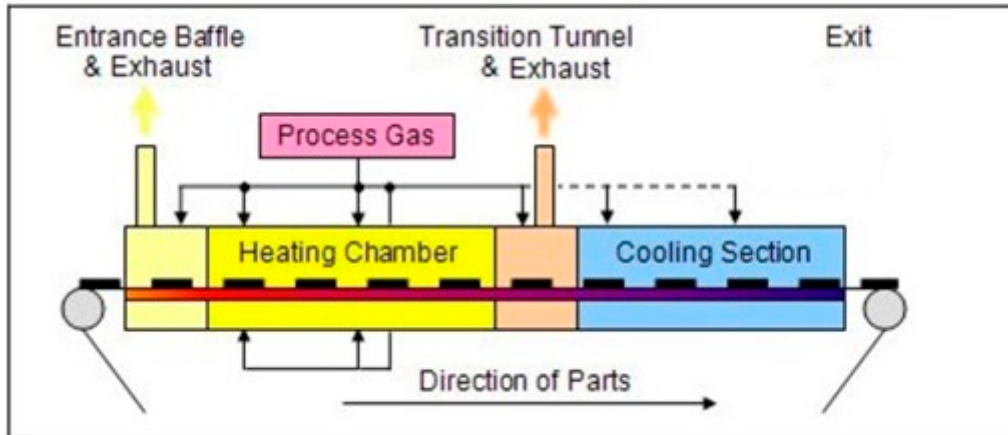 Entrance Baffle
& Exhaust
Transition Tunnel
& Exhaust
Exit
Process Gas
Heating Chamber
Cooling Section
Direction of Parts